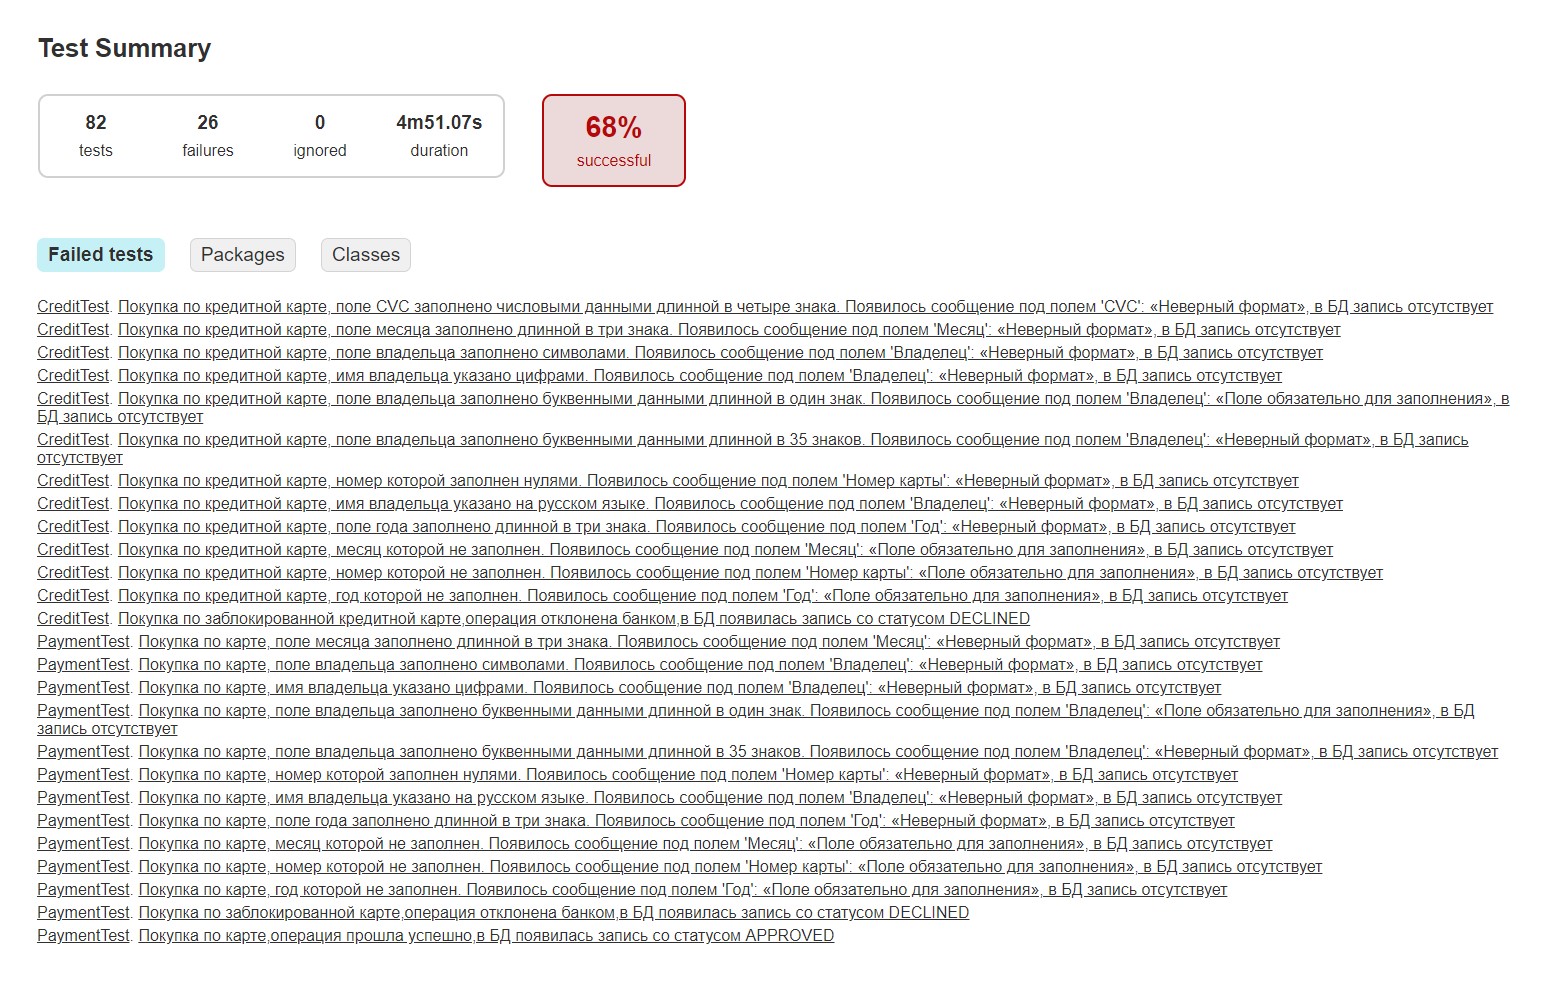 Test Summary
82 26 0 4m51.07s
tests failures ignored duration
68%
successful
Failed tests Packages Classes
CreditTest. Покупка по кредитной карте, поле CVC заполнено числовыми данными длинной в четыре знака. Появилось сообщение под полем 'CVC': «Неверный формат», в БД запись отсутствует
CreditTest. Покупка по кредитной карте, поле месяца заполнено длинной в три знака. Появилось сообщение под полем 'Месяц': «Неверный формат», в БД запись отсутствует
CreditTest. Покупка по кредитной карте, поле владельца заполнено символами. Появилось сообщение под полем 'Владелец': «Неверный формат», в БД запись отсутствует
CreditTest. Покупка по кредитной карте, имя владельца указано цифрами. Появилось сообщение под полем 'Владелец': «Неверный формат», в БД запись отсутствует
CreditTest. Покупка по кредитной карте, поле владельца заполнено буквенными данными длинной в один знак. Появилось сообщение под полем 'Владелец': «Поле обязательно для заполнения», в
БД запись отсутствует
CreditTest. Покупка по кредитной карте, поле владельца заполнено буквенными данными длинной в 35 знаков. Появилось сообщение под полем 'Владелец': «Неверный формат», в БД запись
отсутствует
CreditTest. Покупка по кредитной карте, номер которой заполнен нулями. Появилось сообщение под полем 'Номер карты': «Неверный формат», в БД запись отсутствует
CreditTest. Покупка по кредитной карте, имя владельца указано на русском языке. Появилось сообщение под полем 'Владелец': «Неверный формат», в БД запись отсутствует
CreditTest. Покупка по кредитной карте, поле года заполнено длинной в три знака. Появилось сообщение под полем 'Год': «Неверный формат», в БД запись отсутствует
CreditTest. Покупка по кредитной карте, месяц которой не заполнен. Появилось сообщение под полем 'Месяц': «Поле обязательно для заполнения», в БД запись отсутствует
CreditTest. Покупка по кредитной карте, номер которой не заполнен. Появилось сообщение под полем 'Номер карты': «Поле обязательно для заполнения», в БД запись отсутствует
CreditTest. Покупка по кредитной карте, год которой не заполнен. Появилось сообщение под полем 'Год': «Поле обязательно для заполнения», в БД запись отсутствует
CreditTest. Покупка по заблокированной кредитной карте,операция отклонена банком,в БД появилась запись со статусом DECLINED
PaymentTest. Покупка по карте, поле месяца заполнено длинной в три знака. Появилось сообщение под полем 'Месяц': «Неверный формат», в БД запись отсутствует
PaymentTest. Покупка по карте, поле владельца заполнено символами. Появилось сообщение под полем 'Владелец': «Неверный формат», в БД запись отсутствует
PaymentTest. Покупка по карте, имя владельца указано цифрами. Появилось сообщение под полем 'Владелец': «Неверный формат», в БД запись отсутствует
PaymentTest. Покупка по карте, поле владельца заполнено буквенными данными длинной в один знак. Появилось сообщение под полем 'Владелец': «Поле обязательно для заполнения», в БД
запись отсутствует
PaymentTest. Покупка по карте, поле владельца заполнено буквенными данными длинной в 35 знаков. Появилось сообщение под полем 'Владелец': «Неверный формат», в БД запись отсутствует
PaymentTest. Покупка по карте, номер которой заполнен нулями. Появилось сообщение под полем 'Номер карты': «Неверный формат», в БД запись отсутствует
PaymentTest. Покупка по карте, имя владельца указано на русском языке. Появилось сообщение под полем 'Владелец': «Неверный формат», в БД запись отсутствует
PaymentTest. Покупка по карте, поле года заполнено длинной в три знака. Появилось сообщение под полем 'Год': «Неверный формат», в БД запись отсутствует
PaymentTest. Покупка по карте, месяц которой не заполнен. Появилось сообщение под полем 'Месяц': «Поле обязательно для заполнения», в БД запись отсутствует
PaymentTest. Покупка по карте, номер которой не заполнен. Появилось сообщение под полем 'Номер карты': «Поле обязательно для заполнения», в БД запись отсутствует
PaymentTest. Покупка по карте, год которой не заполнен. Появилось сообщение под полем 'Год': «Поле обязательно для заполнения», в БД запись отсутствует
PaymentTest. Покупка по заблокированной карте,операция отклонена банком,в БД появилась запись со статусом DECLINED
PaymentTest. Покупка по карте,операция прошла успешно,в БД появилась запись со статусом APPROVED